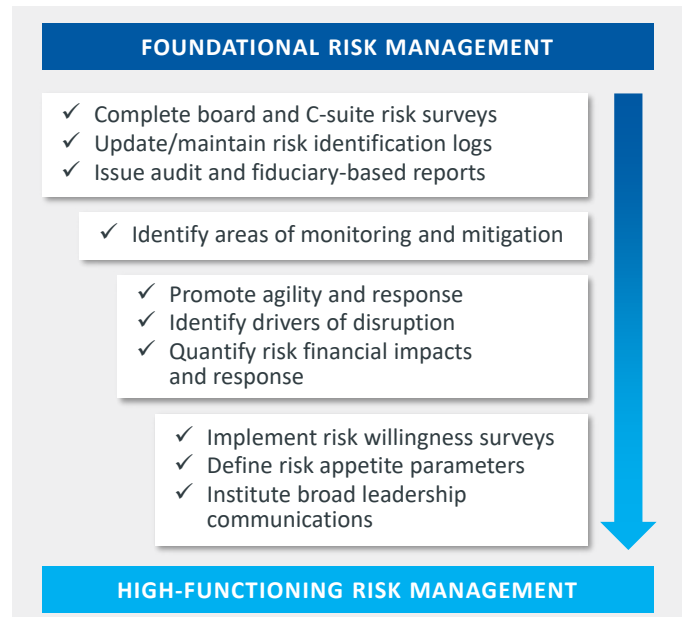 FOUNDATIONAL RISK MANAGEMENT
✓ Complete board and C-suite risk surveys
✓ Update/maintain risk identification logs
✓ Issue audit and fiduciary-based reports
✓ Identify areas of monitoring and mitigation
✓ Promote agility and response
✓ Identify drivers of disruption
✓ Quantify risk financial impacts
and response
✓ Implement risk willingness surveys
✓ Define risk appetite parameters
✓ Institute broad leadership
communications
HIGH-FUNCTIONING RISK MANAGEMENT